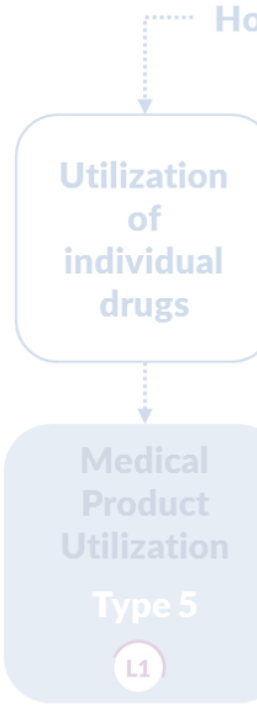 Ho
Utilization
of
individual
drugs
Medical
Product
Utilization
Type 5
L1